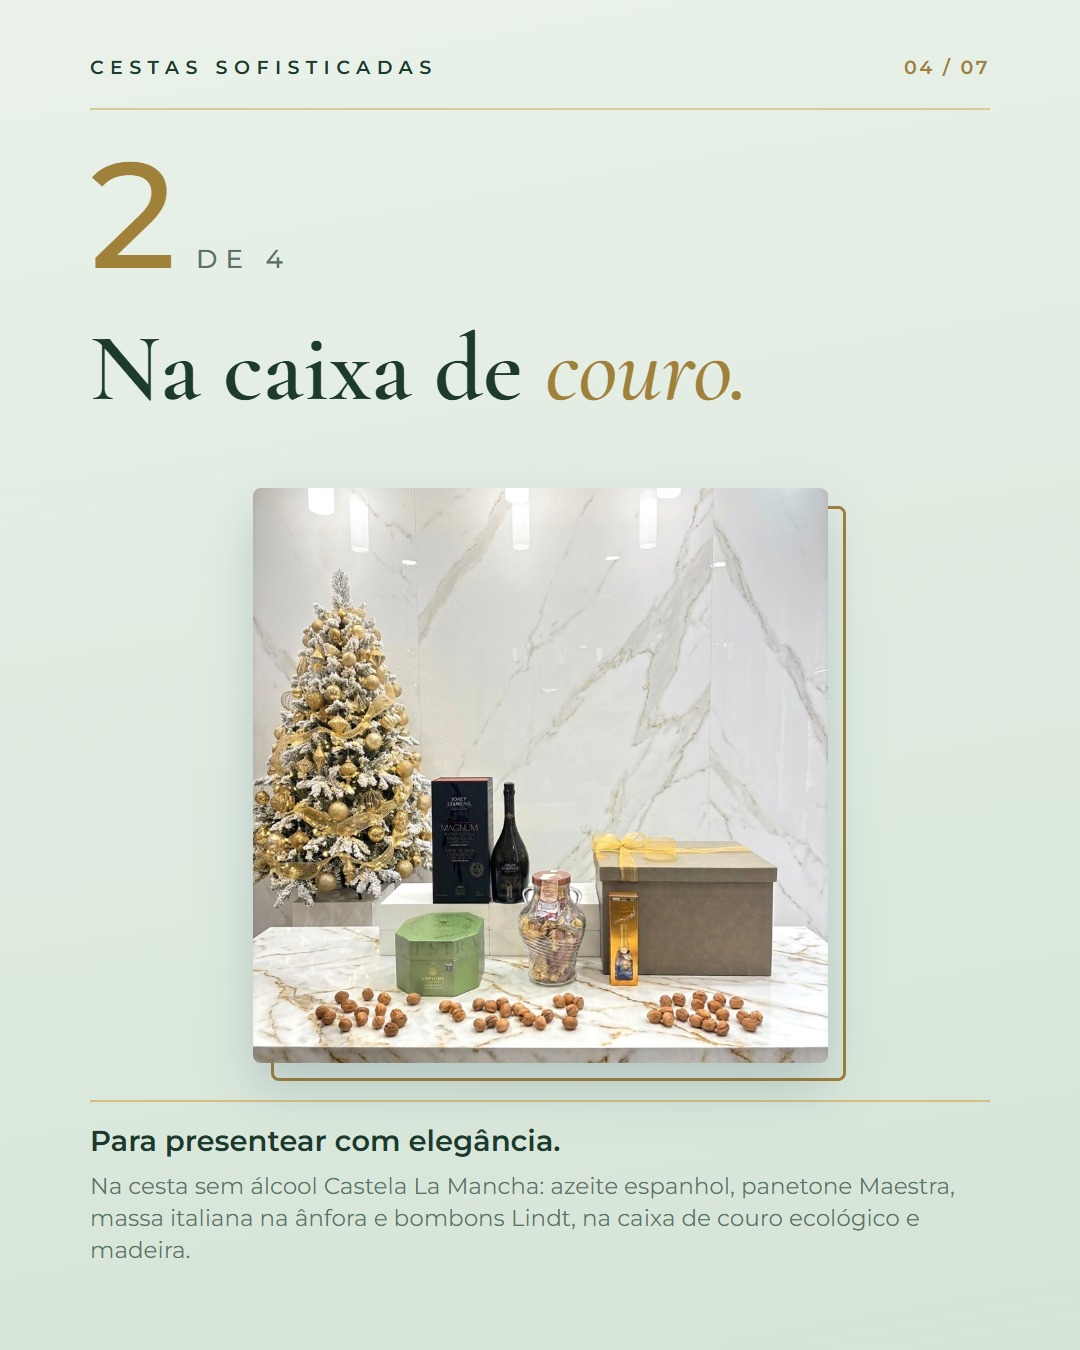 CESTAS SOFISTICADAS
04 / 07
2 DE 4
Na caixa de couro.
MAGNUM
Para presentear com elegância.
Na cesta sem álcool Castela La Mancha: azeite espanhol, panetone Maestra,
massa italiana na ânfora e bombons Lindt, na caixa de couro ecológico e
madeira.